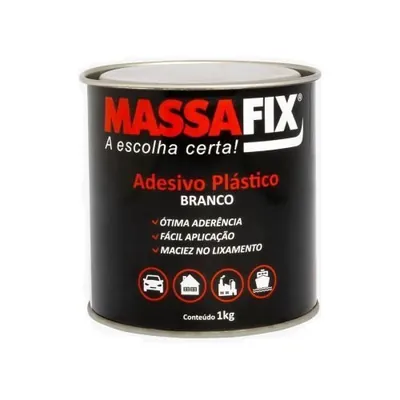 MASSAFIX®
A escolha certa!
Adesivo Plástico
BRANCO
ÓTIMA ADERÊNCIA
FÁCIL APLICAÇÃO
MACIEZ NO LIXAMENTO
Conteúdo 1kg